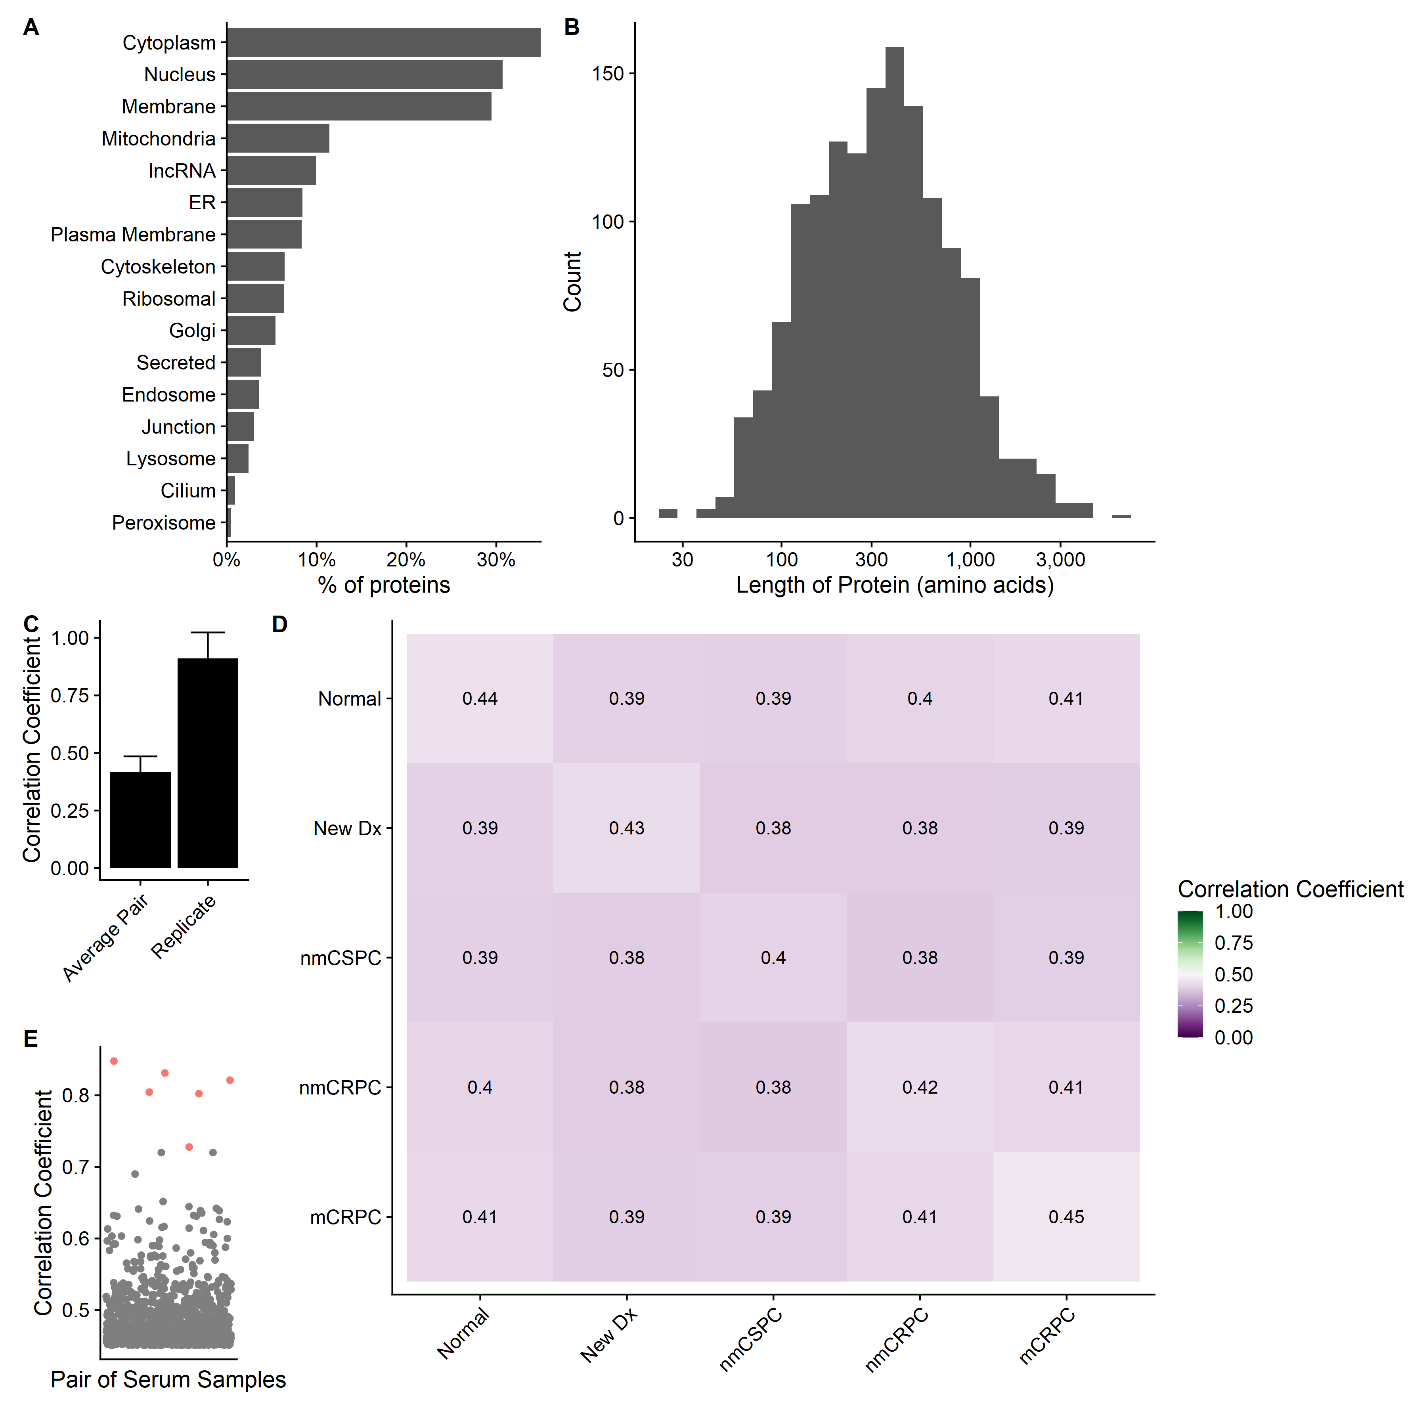 A
Cytoplasm
Nucleus
Membrane
Mitochondria
lncRNA
ER
Plasma Membrane
Cytoskeleton
Ribosomal
Golgi
Secreted
Endosome
Junction
Lysosome
Cilium
Peroxisome
0% 10% 20% 30%
% of proteins
B
Count
150
100
50
0
30 100 300 1,000 3,000
Length of Protein (amino acids)
C
Correlation Coefficient
1.00
0.75
0.50
0.25
0.00
Average Pair
Replicate
D
Normal 0.44 0.39 0.39 0.4 0.41
New Dx 0.39 0.43 0.38 0.38 0.39
nmCSPC 0.39 0.38 0.4 0.38 0.39
nmCRPC 0.4 0.38 0.38 0.42 0.41
mCRPC 0.41 0.39 0.39 0.41 0.45
Normal
New Dx
nmCSPC
nmCRPC
mCRPC
Correlation Coefficient
1.00
0.75
0.50
0.25
0.00
E
Correlation Coefficient
0.8
0.7
0.6
0.5
Pair of Serum Samples